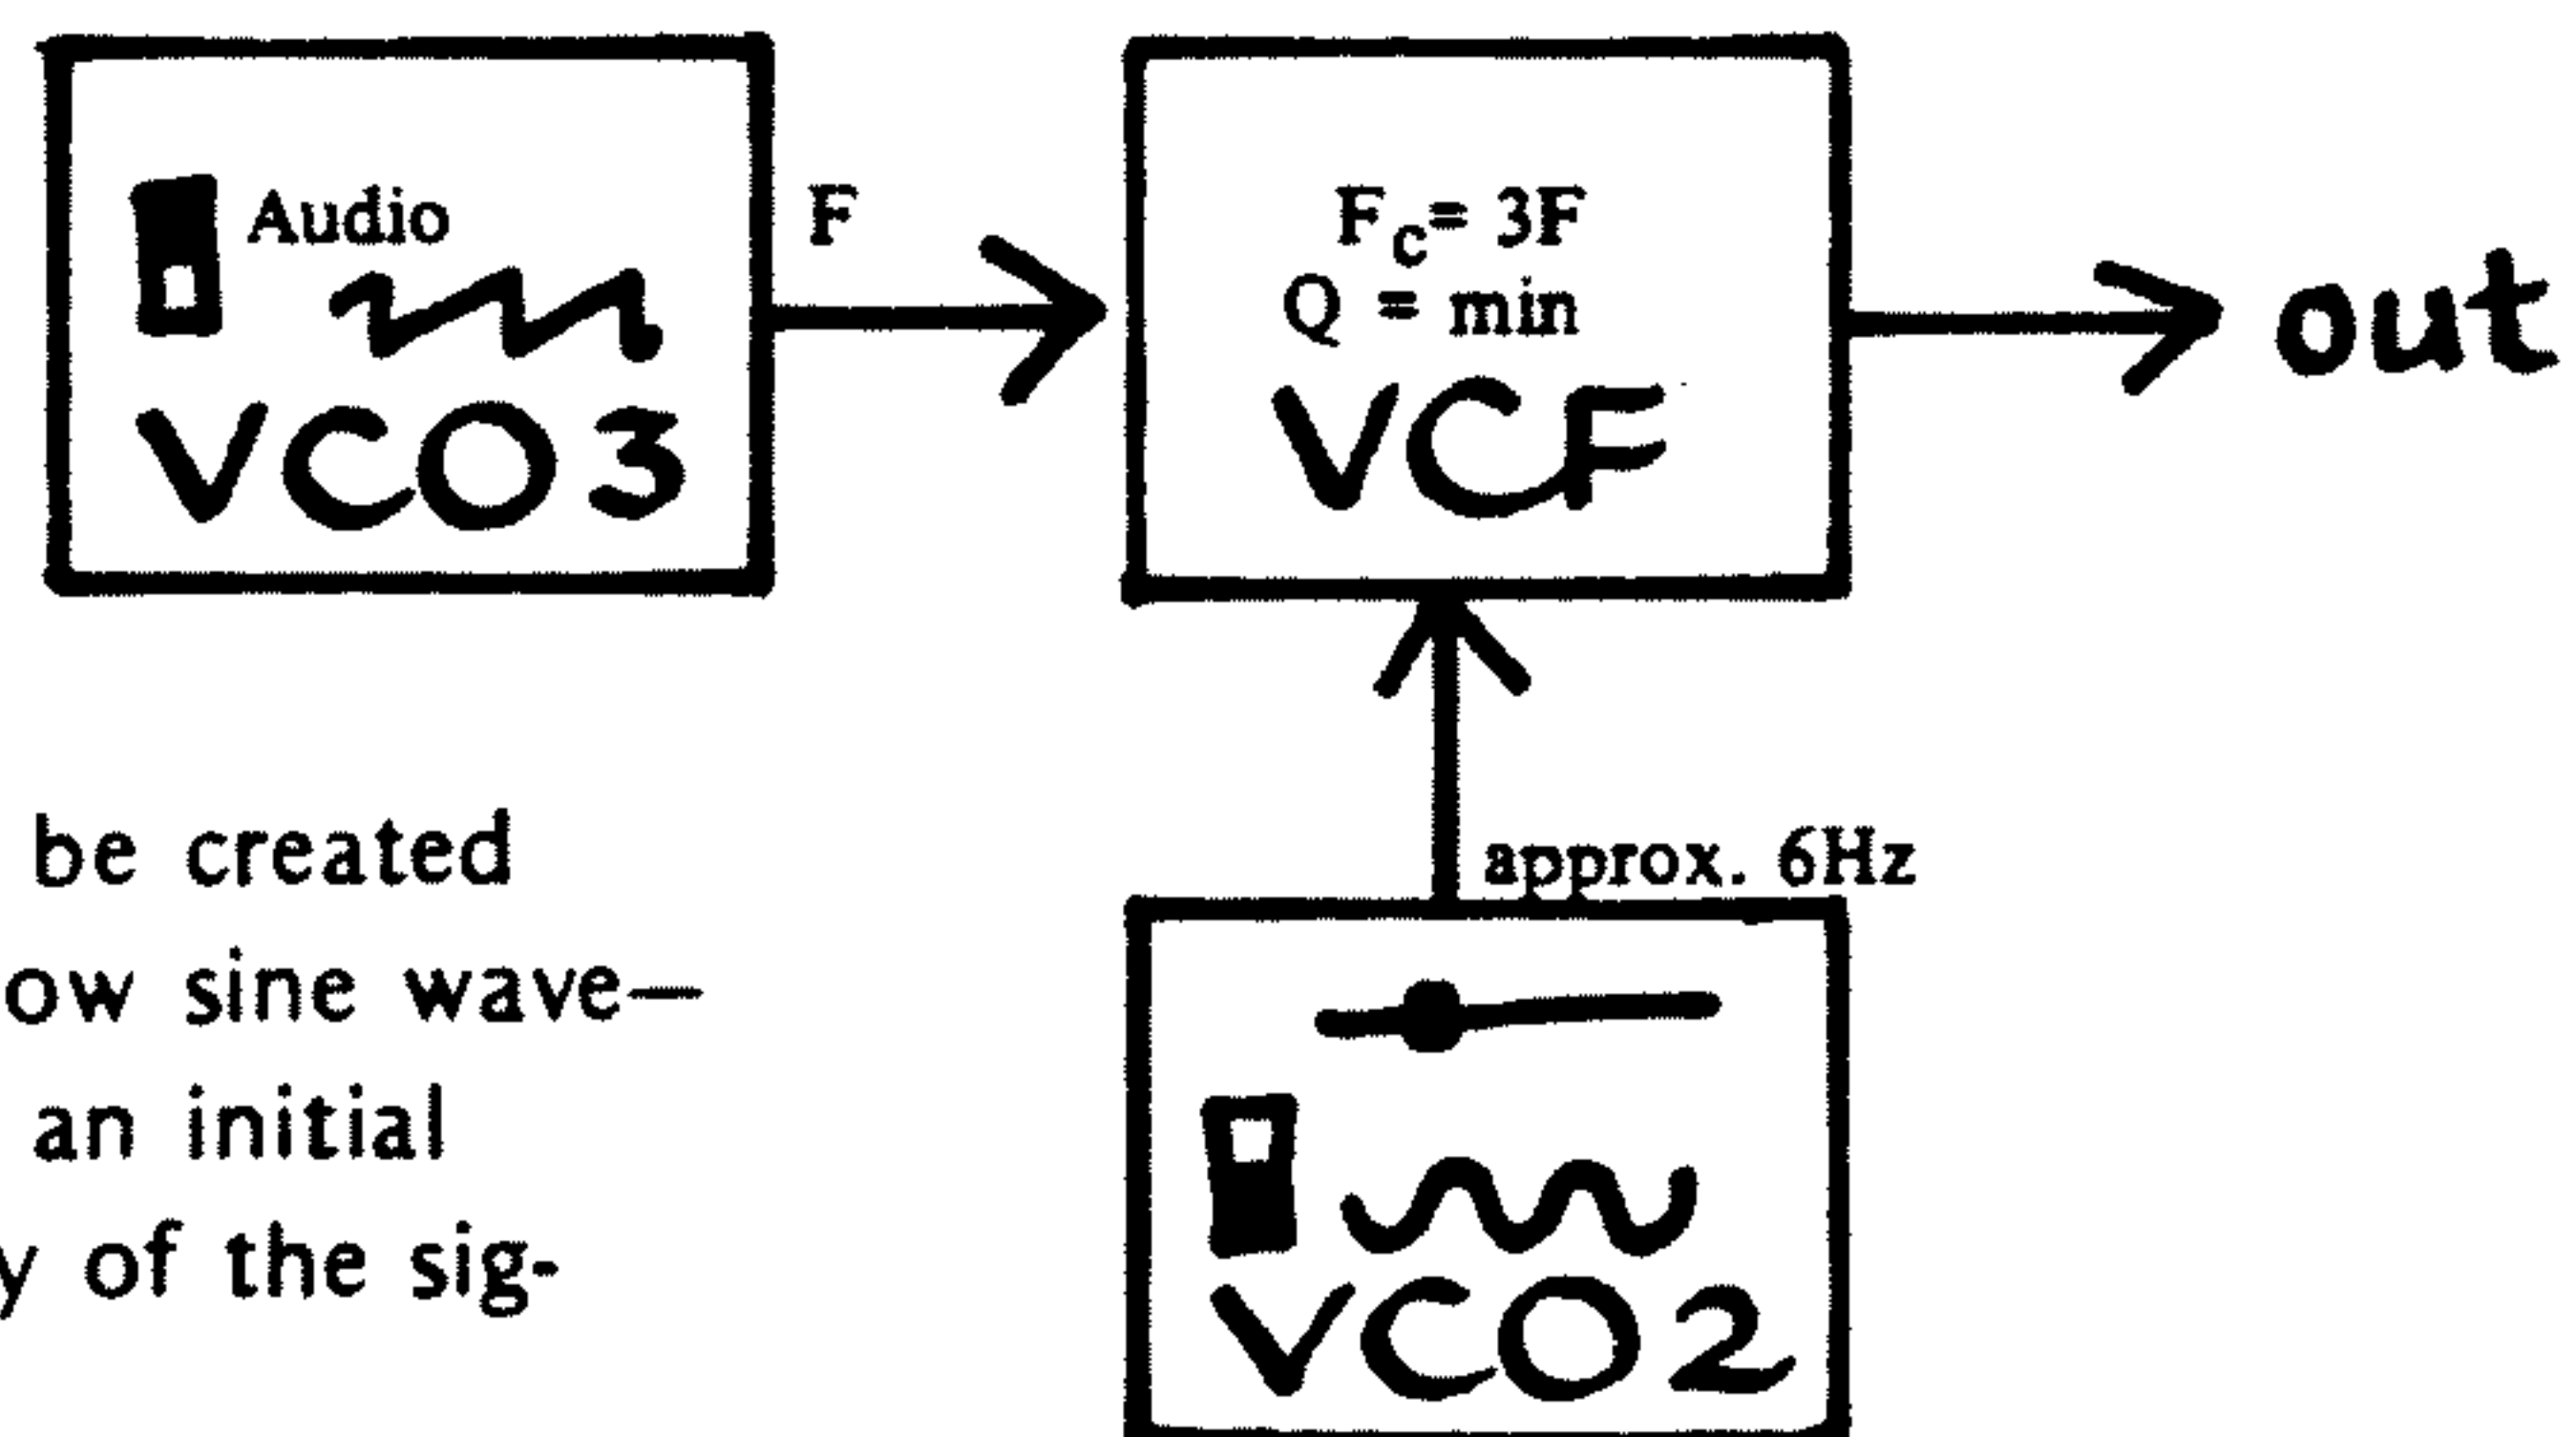 Audio
VCO3
F
F_c = 3F
Q = min
VCF
out
be created
ow sine wave—
an initial
y of the sig-
approx. 6Hz
VCO2